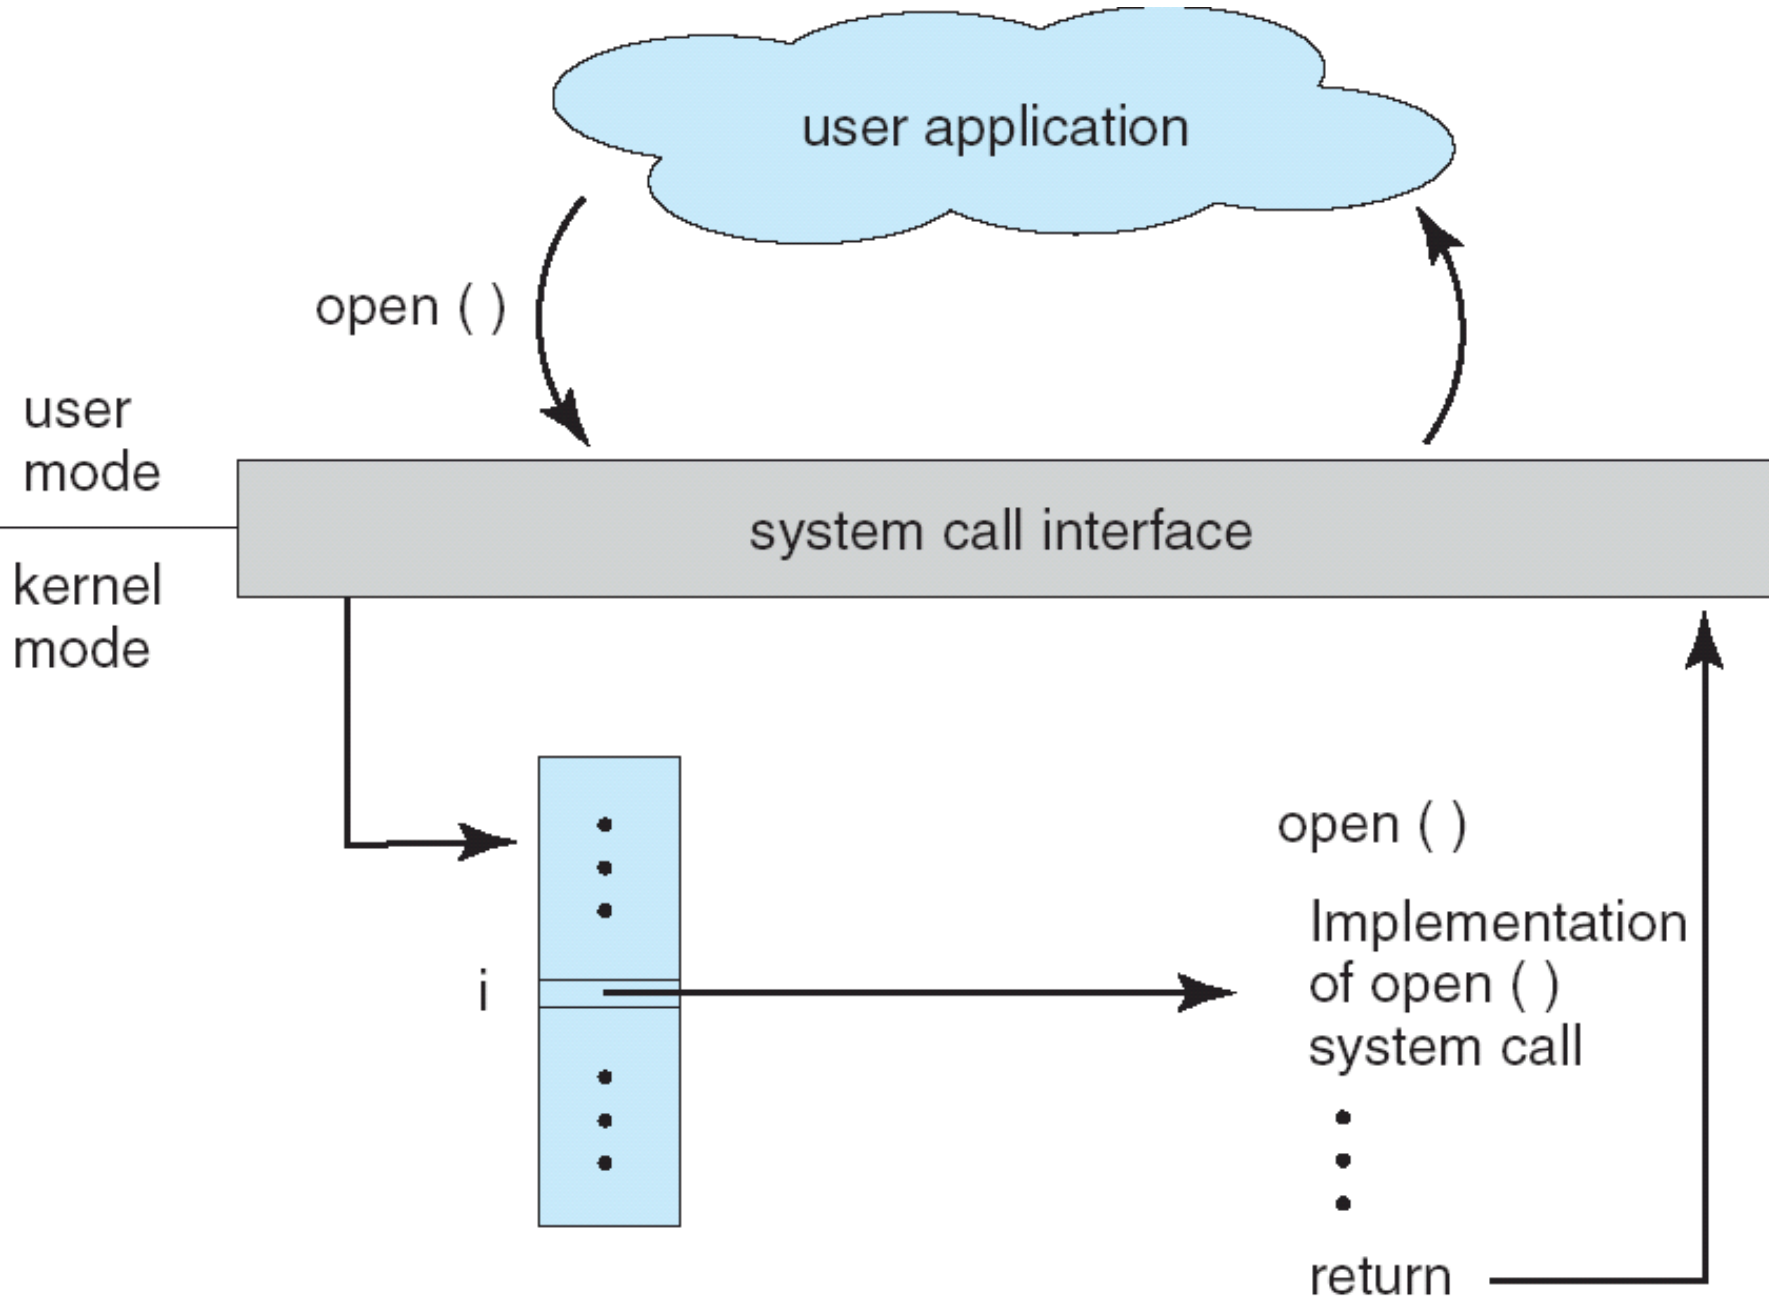 user application
open ( )
user
mode
system call interface
kernel
mode
open ( )
Implementation
i
of open ( )
system call
return